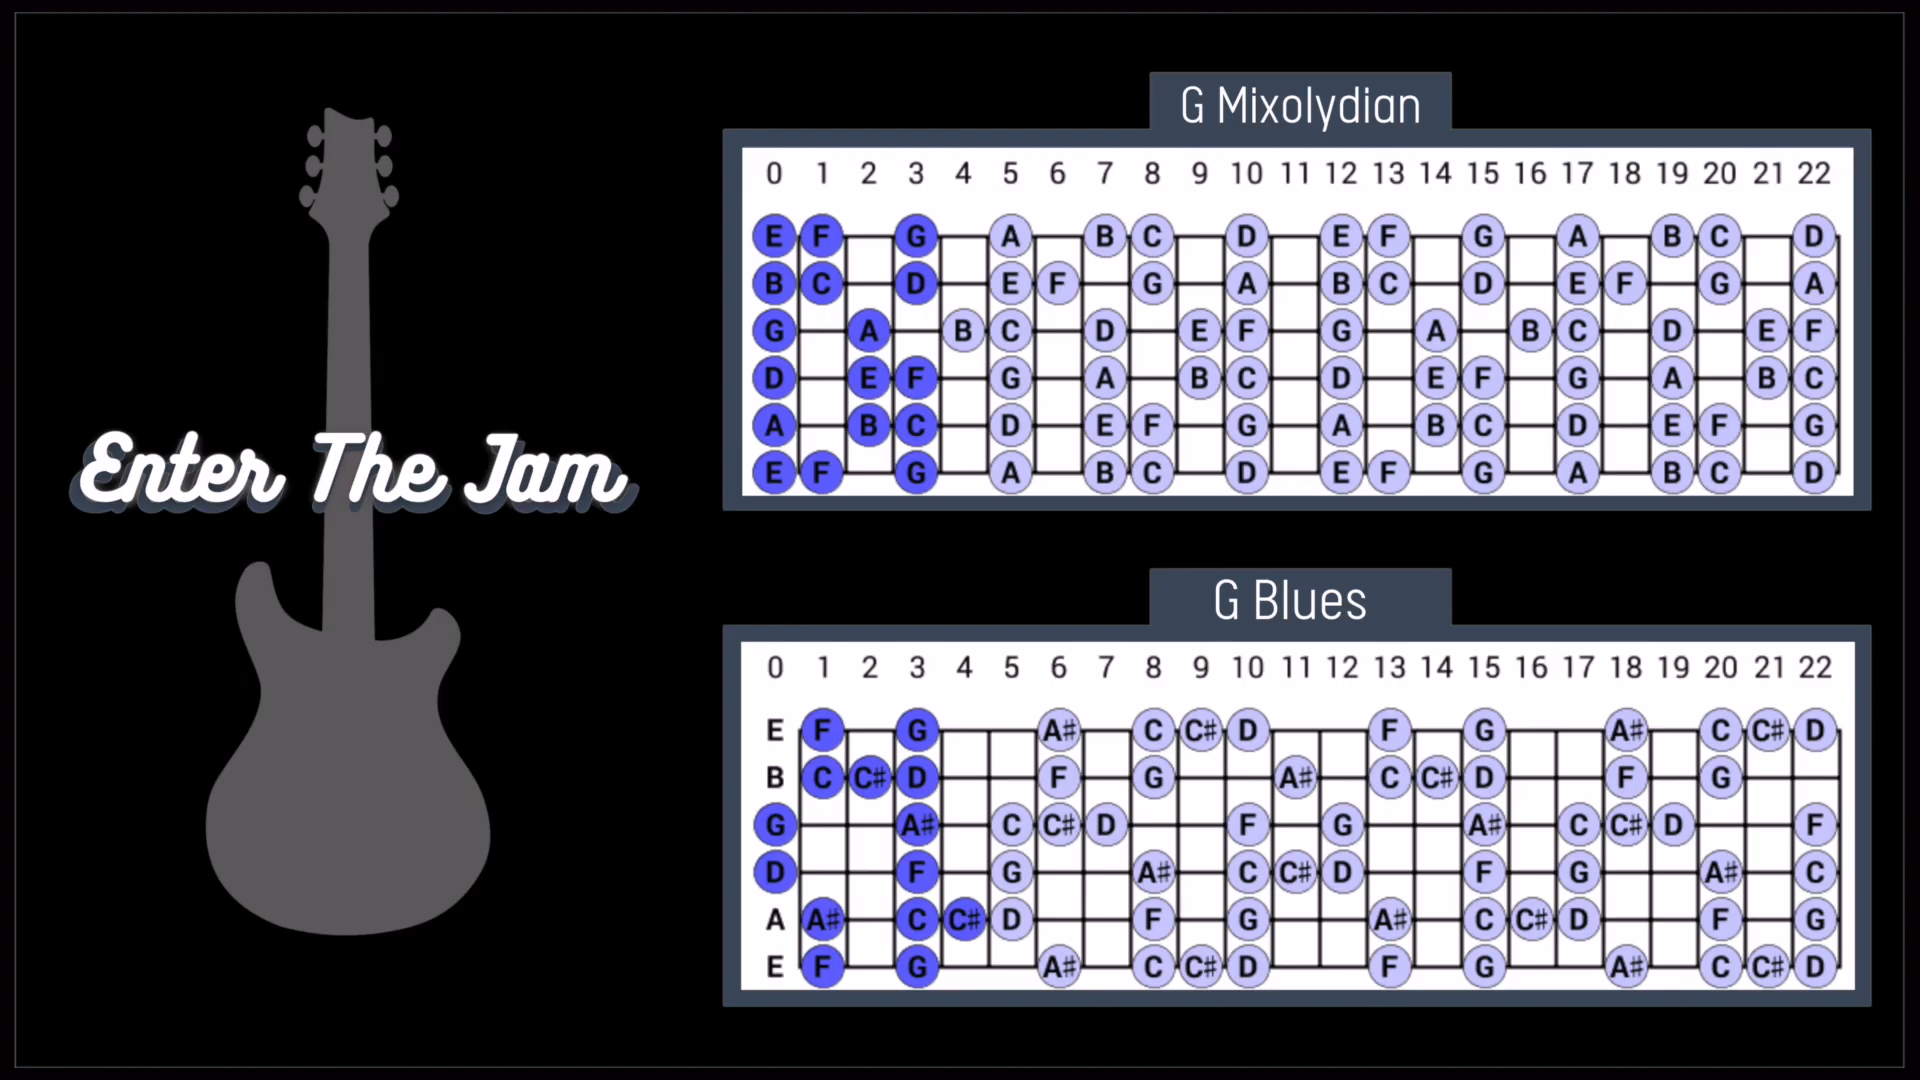 Enter The Jam
G Mixolydian
0 1 2 3 4 5 6 7 8 9 10 11 12 13 14 15 16 17 18 19 20 21 22
E F G A B C D E F G A B C D
B C D E F G A B C D E F G A
G A B C D E F G A B C D E F
D E F G A B C D E F G A B C
A B C D E F G A B C D E F G
E F G A B C D E F G A B C D
G Blues
0 1 2 3 4 5 6 7 8 9 10 11 12 13 14 15 16 17 18 19 20 21 22
E F G A# C C# D F G A# C C# D
B C C# D F G A# C C# D F G
G A# C C# D F G A# C C# D F
D F G A# C C# D F G A# C
A A# C C# D F G A# C C# D F G
E F G A# C C# D F G A# C C# D